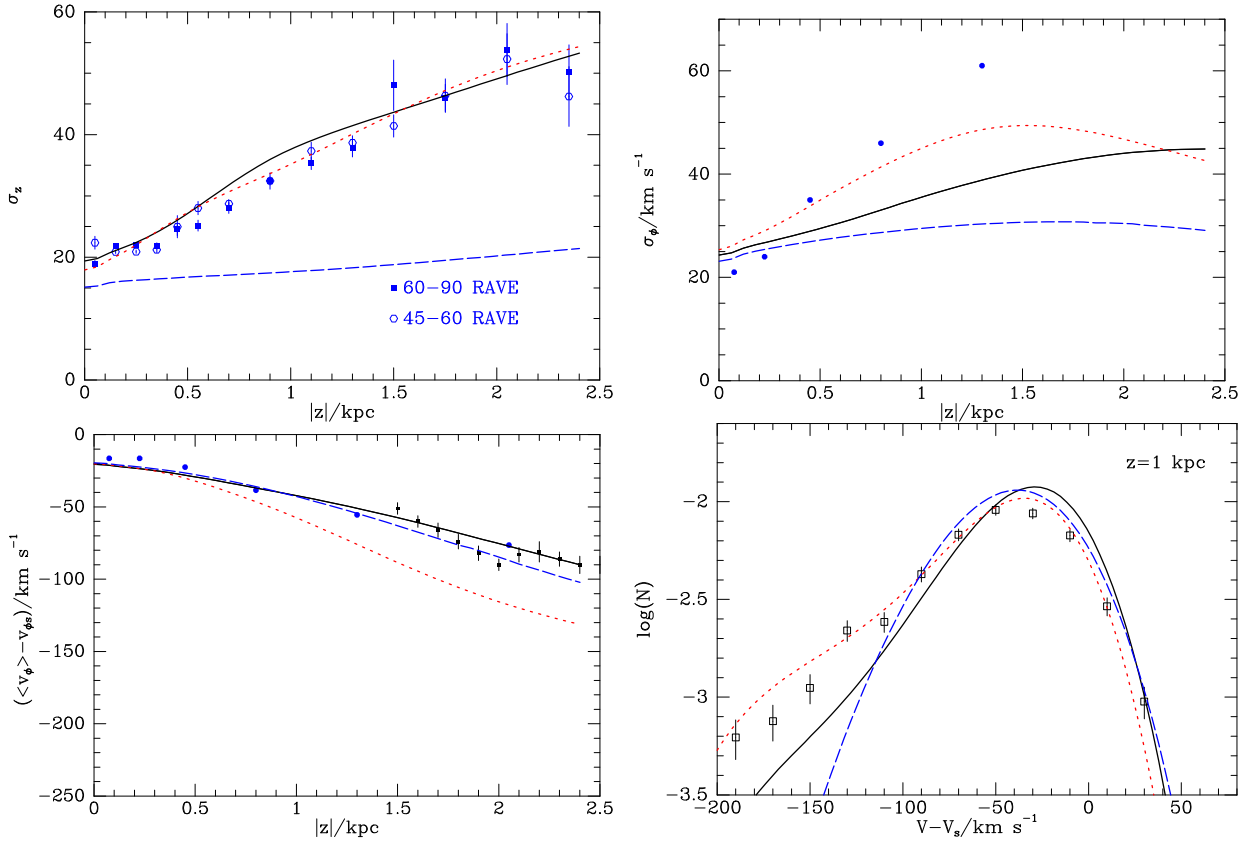 60
40
20
0
σz
60−90 RAVE
45−60 RAVE
0 0.5 1 1.5 2 2.5
|z|/kpc
60
40
20
0
σϕ/km s⁻¹
0 0.5 1 1.5 2 2.5
|z|/kpc
0
−50
−100
−150
−200
−250
(<vϕ>−vϕs)/km s⁻¹
0 0.5 1 1.5 2 2.5
|z|/kpc
z=1 kpc
−2
−2.5
−3
−3.5
log(N)
−200 −150 −100 −50 0 50
V−Vs/km s⁻¹